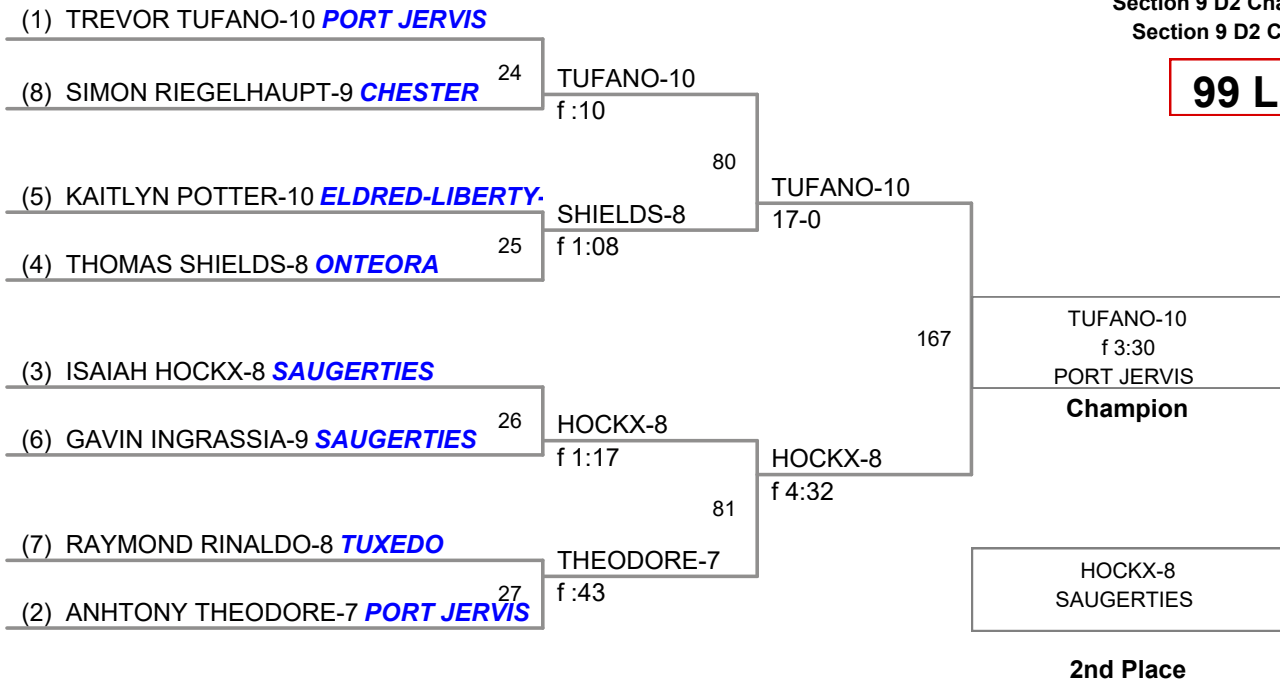 Section 9 D2 Cha
Section 9 D2 C
99 L
(1) TREVOR TUFANO-10 PORT JERVIS
24
(8) SIMON RIEGELHAUPT-9 CHESTER
TUFANO-10
f :10
80
(5) KAITLYN POTTER-10 ELDRED-LIBERTY-
25
(4) THOMAS SHIELDS-8 ONTEORA
SHIELDS-8
f 1:08
TUFANO-10
17-0
167
(3) ISAIAH HOCKX-8 SAUGERTIES
26
(6) GAVIN INGRASSIA-9 SAUGERTIES
HOCKX-8
f 1:17
81
(7) RAYMOND RINALDO-8 TUXEDO
27
(2) ANHTONY THEODORE-7 PORT JERVIS
THEODORE-7
f :43
HOCKX-8
f 4:32
TUFANO-10
f 3:30
PORT JERVIS
Champion
HOCKX-8
SAUGERTIES
2nd Place